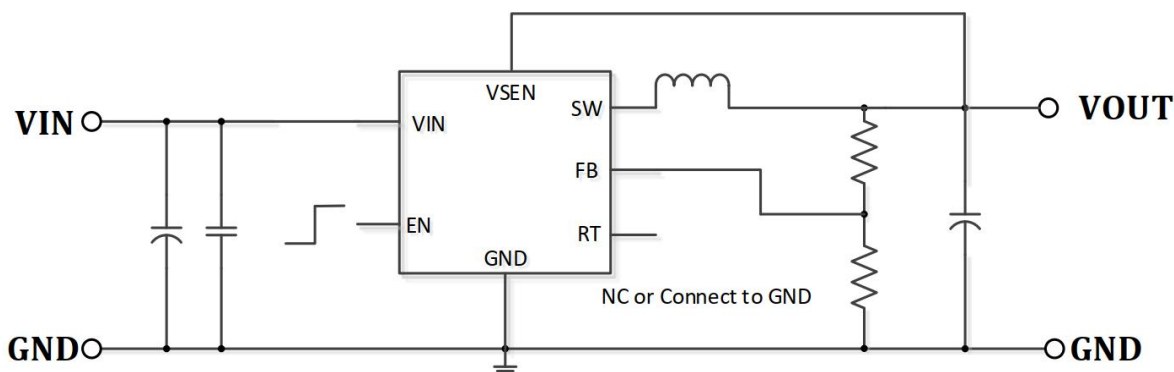 VSEN
SW
VOUT
VIN
VIN
FB
EN
RT
GND
NC or Connect to GND
GND
GND